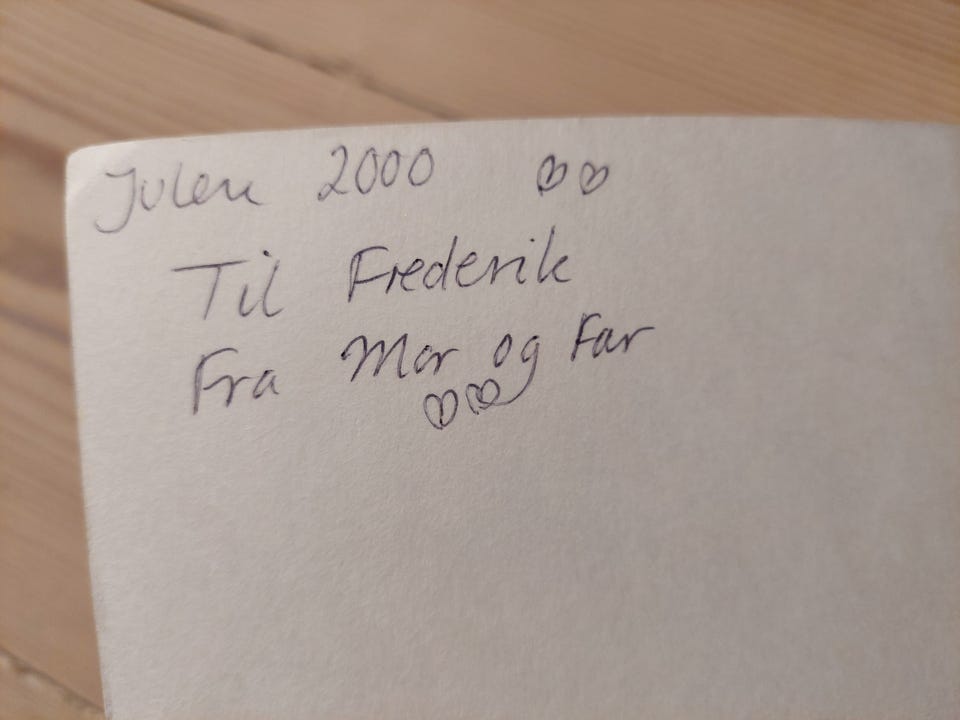 Julen 2000
Til Frederik
Fra Mor og Far